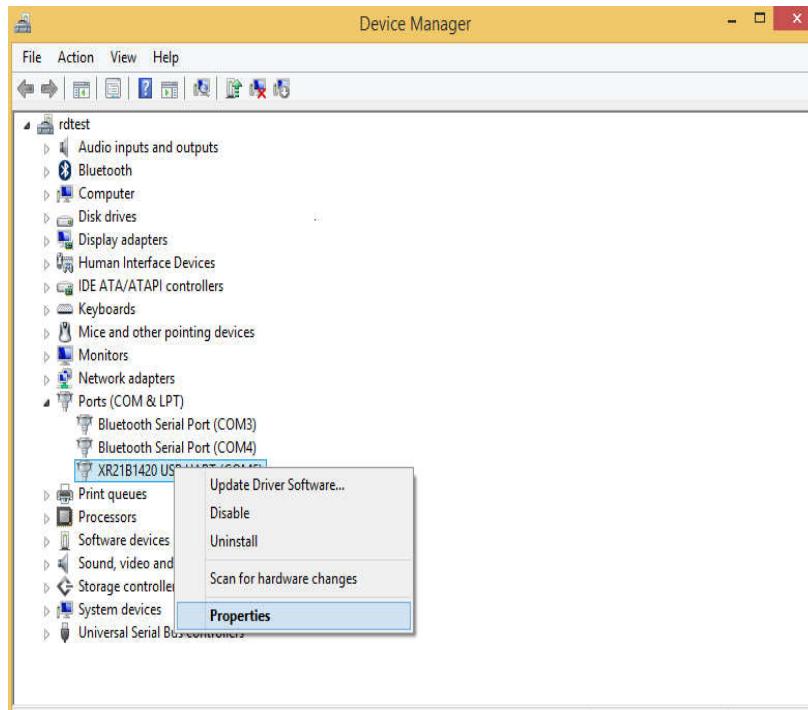 Device Manager
File Action View Help
rdtest
Audio inputs and outputs
Bluetooth
Computer
Disk drives
Display adapters
Human Interface Devices
IDE ATA/ATAPI controllers
Keyboards
Mice and other pointing devices
Monitors
Network adapters
Ports (COM & LPT)
Bluetooth Serial Port (COM3)
Bluetooth Serial Port (COM4)
XR21B1420
Print queues
Processors
Software devices
Sound, video and
Storage
System devices
Universal Serial
Update Driver Software...
Disable
Uninstall
Scan for hardware changes
Properties